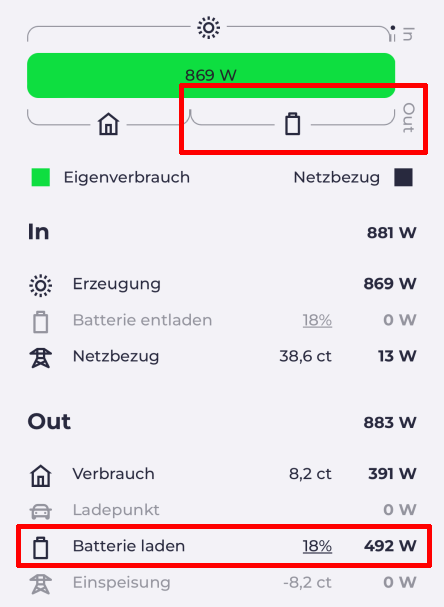 In
869 W
Out
Eigenverbrauch Netzbezug
In 881 W
Erzeugung 869 W
Batterie entladen 18% 0 W
Netzbezug 38,6 ct 13 W
Out 883 W
Verbrauch 8,2 ct 391 W
Ladepunkt 0 W
Batterie laden 18% 492 W
Einspeisung -8,2 ct 0 W